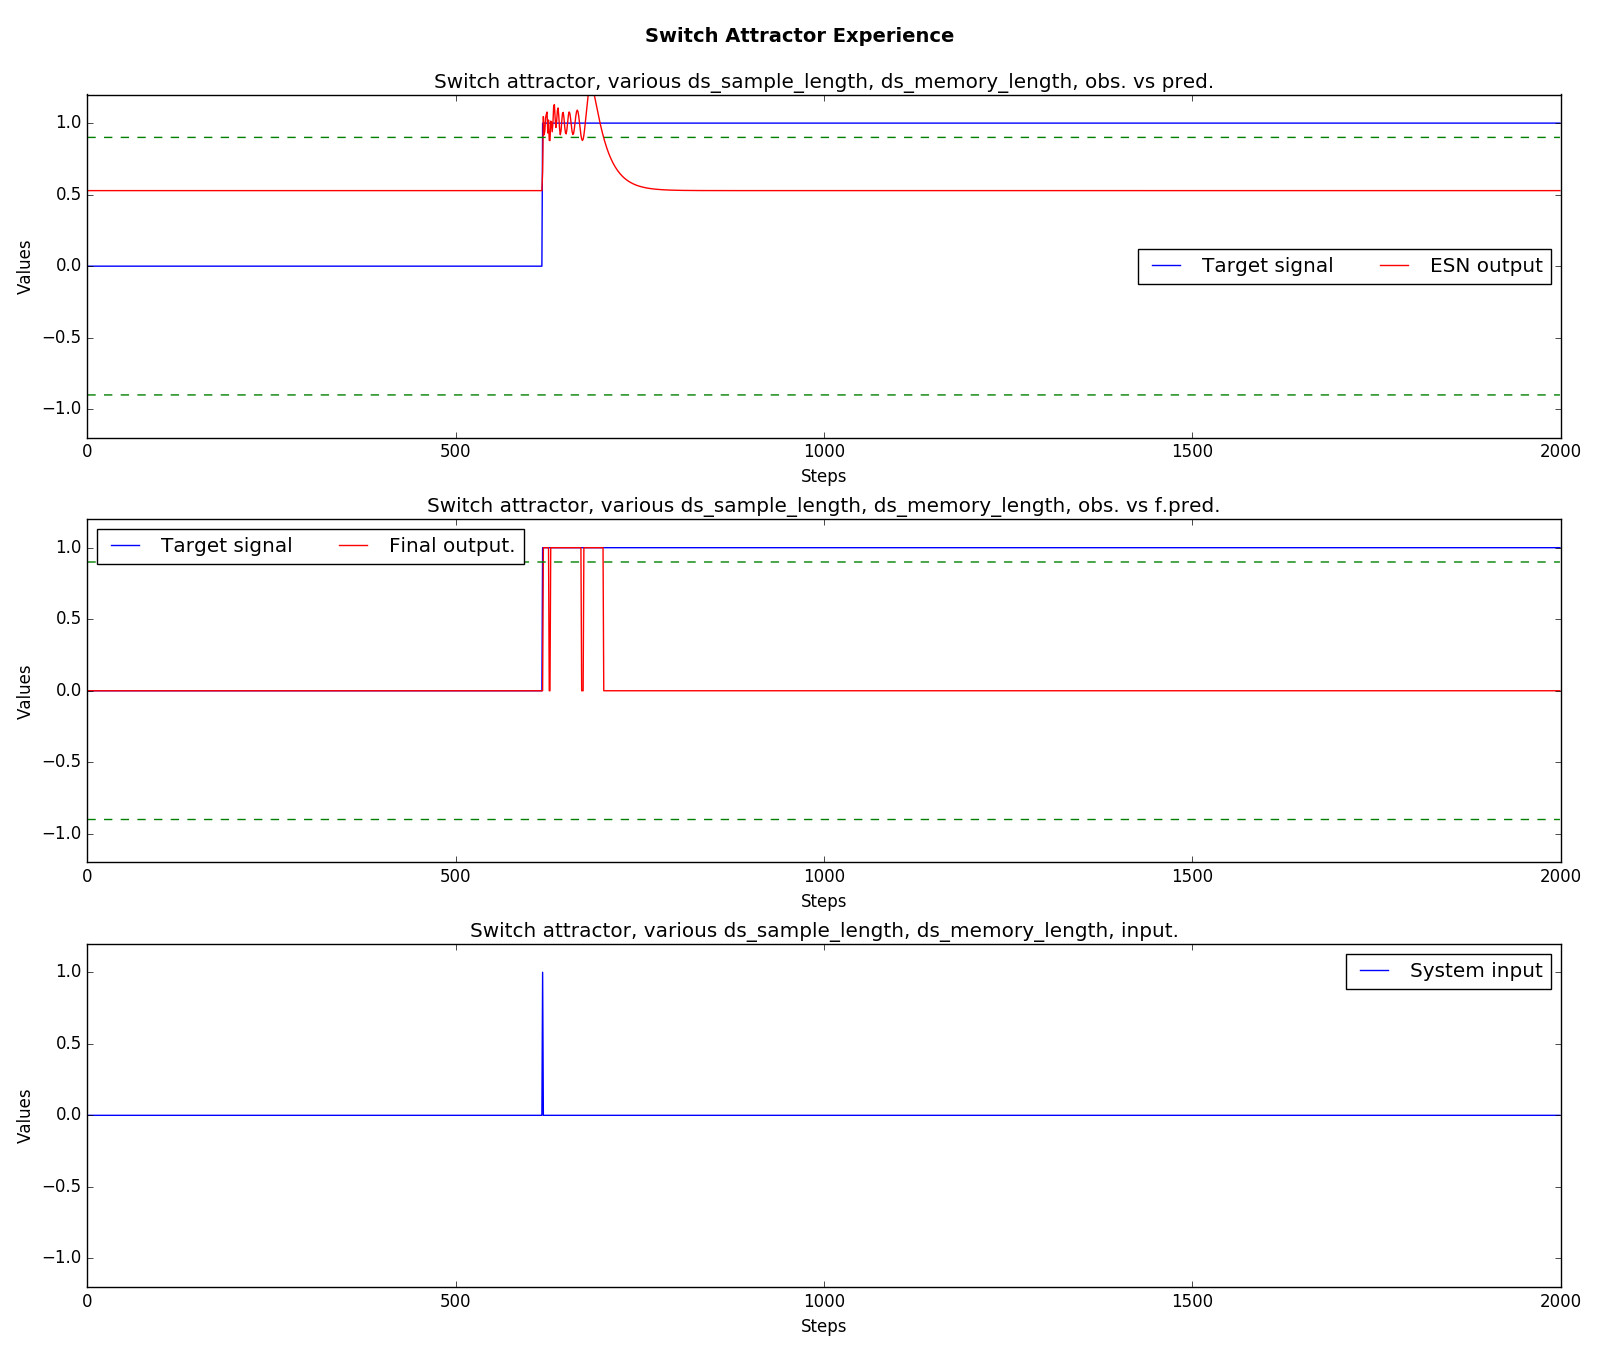 Switch Attractor Experience
Switch attractor, various ds_sample_length, ds_memory_length, obs. vs pred.
1.0
0.5
0.0
−0.5
−1.0
Values
Target signal ESN output
0 500 1000 1500 2000
Steps
Switch attractor, various ds_sample_length, ds_memory_length, obs. vs f.pred.
Target signal Final output.
1.0
0.5
0.0
−0.5
−1.0
Values
0 500 1000 1500 2000
Steps
Switch attractor, various ds_sample_length, ds_memory_length, input.
System input
1.0
0.5
0.0
−0.5
−1.0
Values
0 500 1000 1500 2000
Steps